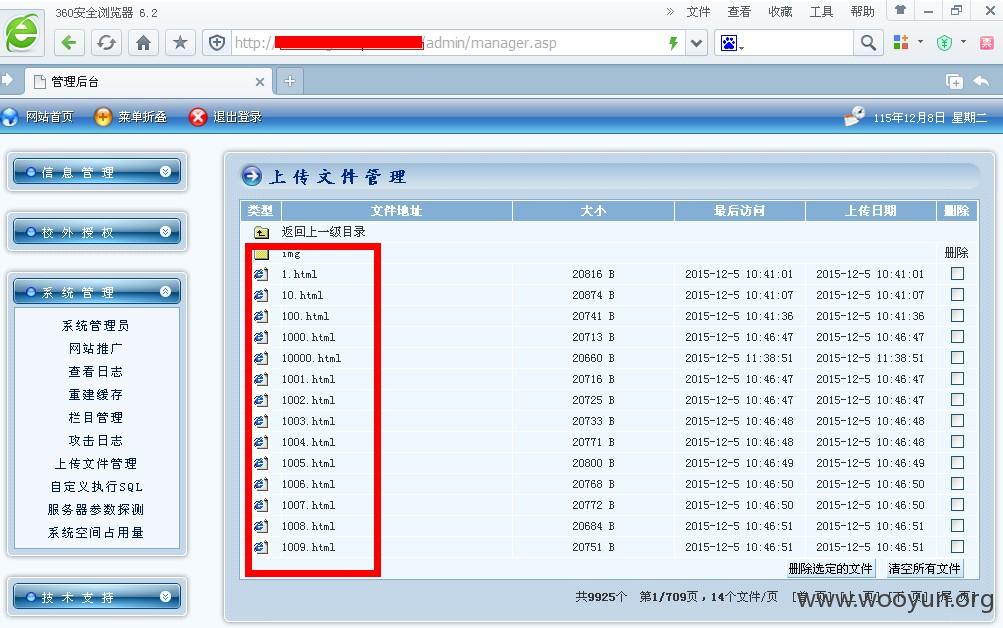 360安全浏览器 6.2
» 文件 查看 收藏 工具 帮助
http:// /admin/manager.asp
管理后台
网站首页 菜单折叠 退出登录
115年12月8日 星期二
信息管理
校外授权
系统管理
系统管理员
网站推广
查看日志
重建缓存
栏目管理
攻击日志
上传文件管理
自定义执行SQL
服务器参数探测
系统空间占用量
技术支持
上传文件管理
类型 文件地址 大小 最后访问 上传日期 删除
返回上一级目录
img 删除
1.html 20816 B 2015-12-5 10:41:01 2015-12-5 10:41:01
10.html 20874 B 2015-12-5 10:41:07 2015-12-5 10:41:07
100.html 20741 B 2015-12-5 10:41:36 2015-12-5 10:41:36
1000.html 20713 B 2015-12-5 10:46:47 2015-12-5 10:46:47
10000.html 20660 B 2015-12-5 11:38:51 2015-12-5 11:38:51
1001.html 20716 B 2015-12-5 10:46:47 2015-12-5 10:46:47
1002.html 20725 B 2015-12-5 10:46:47 2015-12-5 10:46:47
1003.html 20733 B 2015-12-5 10:46:48 2015-12-5 10:46:48
1004.html 20771 B 2015-12-5 10:46:48 2015-12-5 10:46:48
1005.html 20800 B 2015-12-5 10:46:49 2015-12-5 10:46:49
1006.html 20768 B 2015-12-5 10:46:50 2015-12-5 10:46:50
1007.html 20772 B 2015-12-5 10:46:50 2015-12-5 10:46:50
1008.html 20684 B 2015-12-5 10:46:51 2015-12-5 10:46:51
1009.html 20751 B 2015-12-5 10:46:51 2015-12-5 10:46:51
删除选定的文件 清空所有文件
共9925个 第1/709页，14个文件/页 [首 页] [上 页] [下 页] [尾 页]
www.wooyun.org